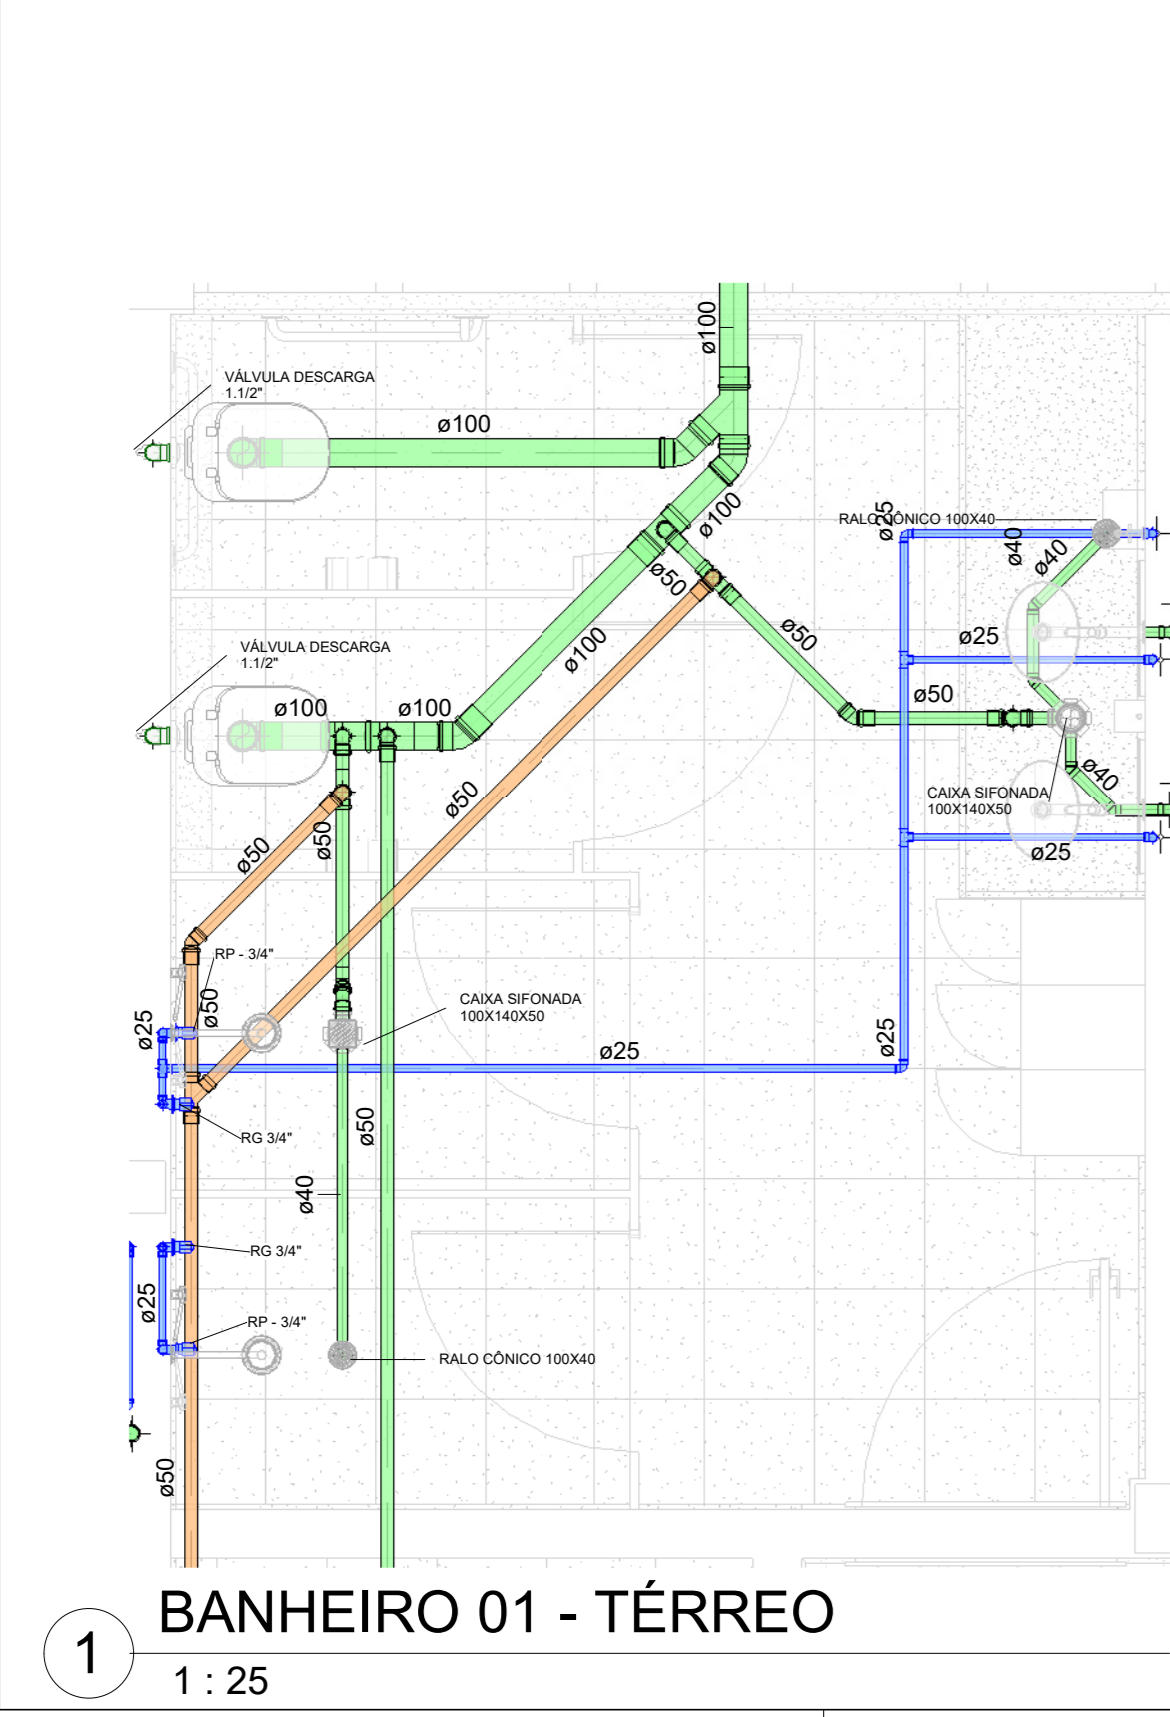 ø100
VÁLVULA DESCARGA
1.1/2"
ø100
ø100
RALO CÔNICO 100X40
ø25
ø40
ø40
ø50
ø50
ø100
ø25
VÁLVULA DESCARGA
1.1/2"
ø100
ø100
ø50
ø50
ø40
CAIXA SIFONADA
100X140X50
ø50
ø50
ø25
RP - 3/4"
ø50
CAIXA SIFONADA
100X140X50
ø25
ø25
ø25
ø50
RG 3/4"
ø40
RG 3/4"
ø25
RP - 3/4"
RALO CÔNICO 100X40
ø50
BANHEIRO 01 - TÉRREO
1
1 : 25